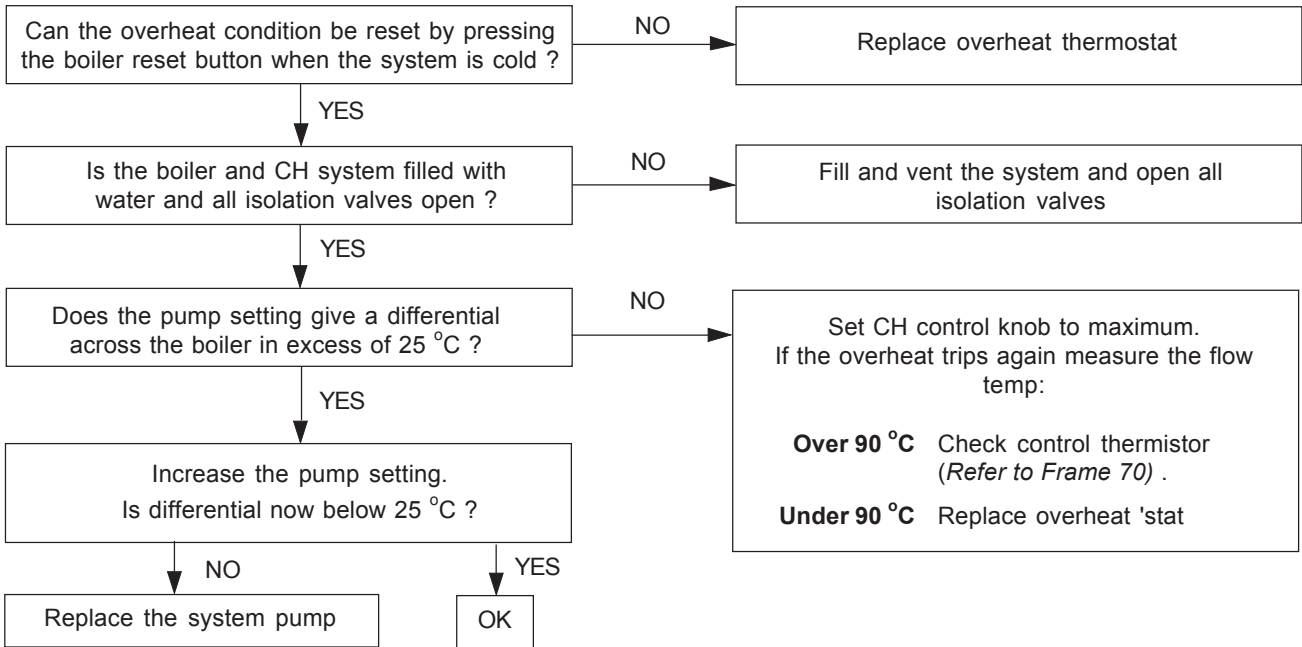 Can the overheat condition be reset by pressing
the boiler reset button when the system is cold ?
NO
Replace overheat thermostat
YES
Is the boiler and CH system filled with
water and all isolation valves open ?
NO
Fill and vent the system and open all
isolation valves
YES
Does the pump setting give a differential
across the boiler in excess of 25 °C ?
NO
Set CH control knob to maximum.
If the overheat trips again measure the flow
temp:
Over 90 °C Check control thermistor
(Refer to Frame 70) .
Under 90 °C Replace overheat 'stat
YES
Increase the pump setting.
Is differential now below 25 °C ?
NO
YES
Replace the system pump
OK